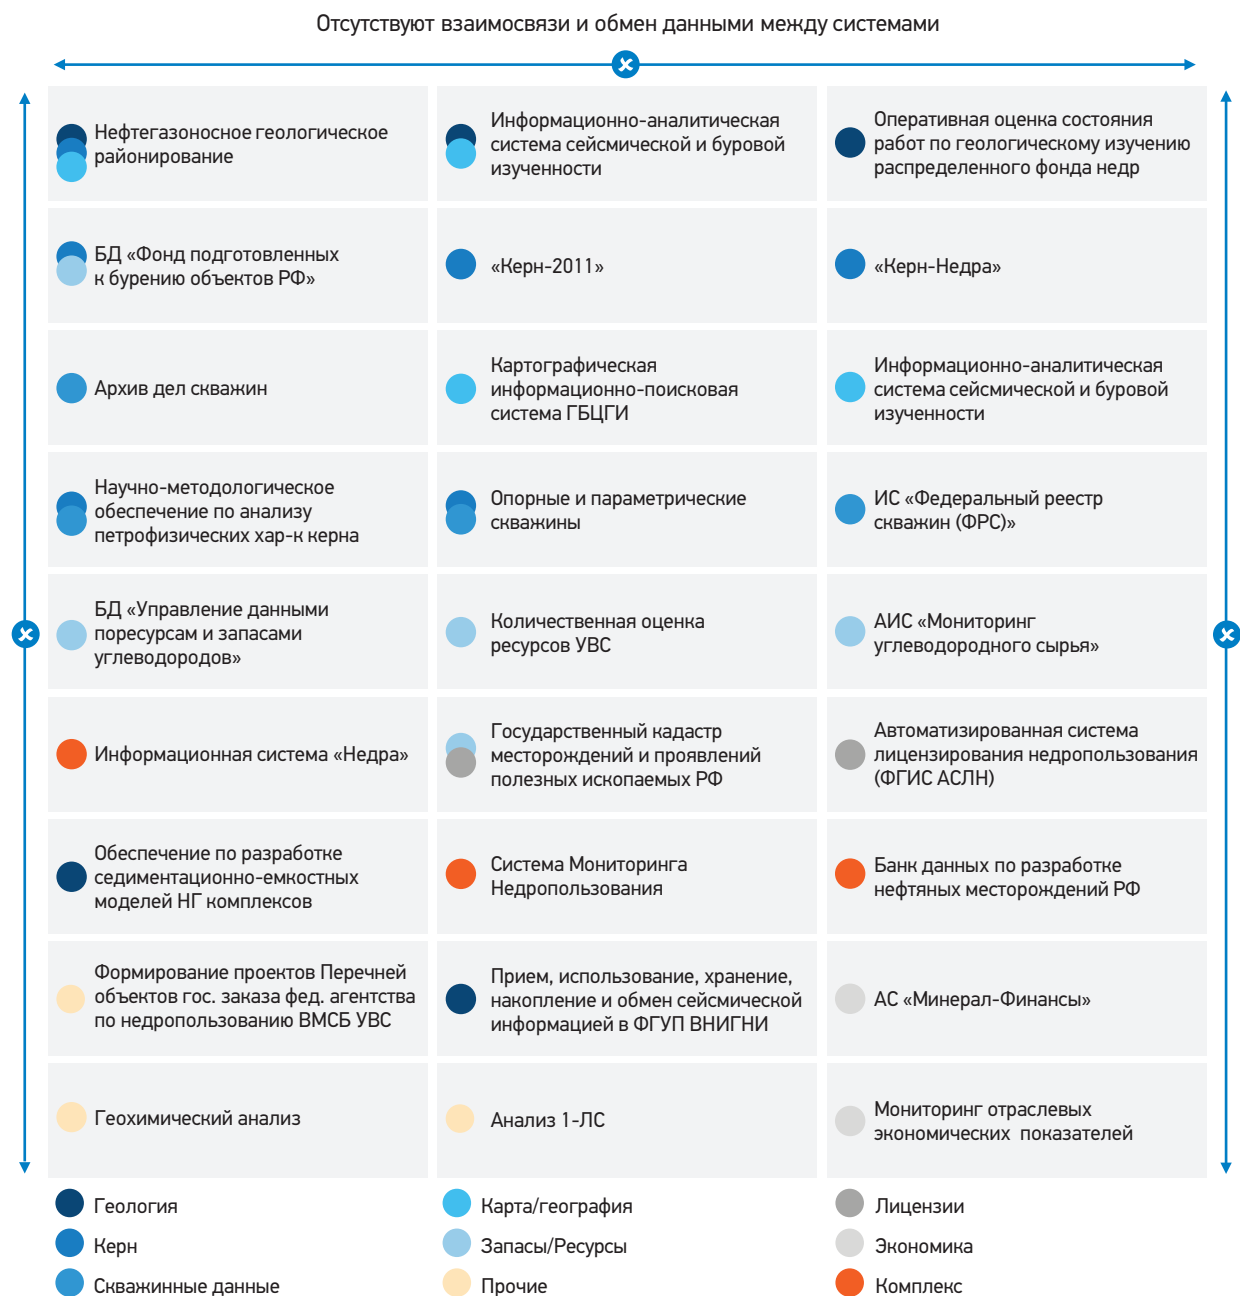 Отсутствуют взаимосвязи и обмен данными между системами
Нефтегазоносное геологическое
районирование
Информационно-аналитическая
система сейсмической и буровой
изученности
Оперативная оценка состояния
работ по геологическому изучению
распределенного фонда недр
БД «Фонд подготовленных
к бурению объектов РФ»
«Керн-2011»
«Керн-Недра»
Архив дел скважин
Картографическая
информационно-поисковая
система ГБЦГИ
Информационно-аналитическая
система сейсмической и буровой
изученности
Научно-методологическое
обеспечение по анализу
петрофизических хар-к керна
Опорные и параметрические
скважины
ИС «Федеральный реестр
скважин (ФРС)»
БД «Управление данными
поресурсам и запасами
углеводородов»
Количественная оценка
ресурсов УВС
АИС «Мониторинг
углеводородного сырья»
Информационная система «Недра»
Государственный кадастр
месторождений и проявлений
полезных ископаемых РФ
Автоматизированная система
лицензирования недропользования
(ФГИС АСЛН)
Обеспечение по разработке
седиментационно-емкостных
моделей НГ комплексов
Система Мониторинга
Недропользования
Банк данных по разработке
нефтяных месторождений РФ
Формирование проектов Перечней
объектов гос. заказа фед. агентства
по недропользованию ВМСБ УВС
Прием, использование, хранение,
накопление и обмен сейсмической
информацией в ФГУП ВНИГНИ
АС «Минерал-Финансы»
Геохимический анализ
Анализ 1-ЛС
Мониторинг отраслевых
экономических показателей
Геология
Карта/география
Лицензии
Керн
Запасы/Ресурсы
Экономика
Скважинные данные
Прочие
Комплекс